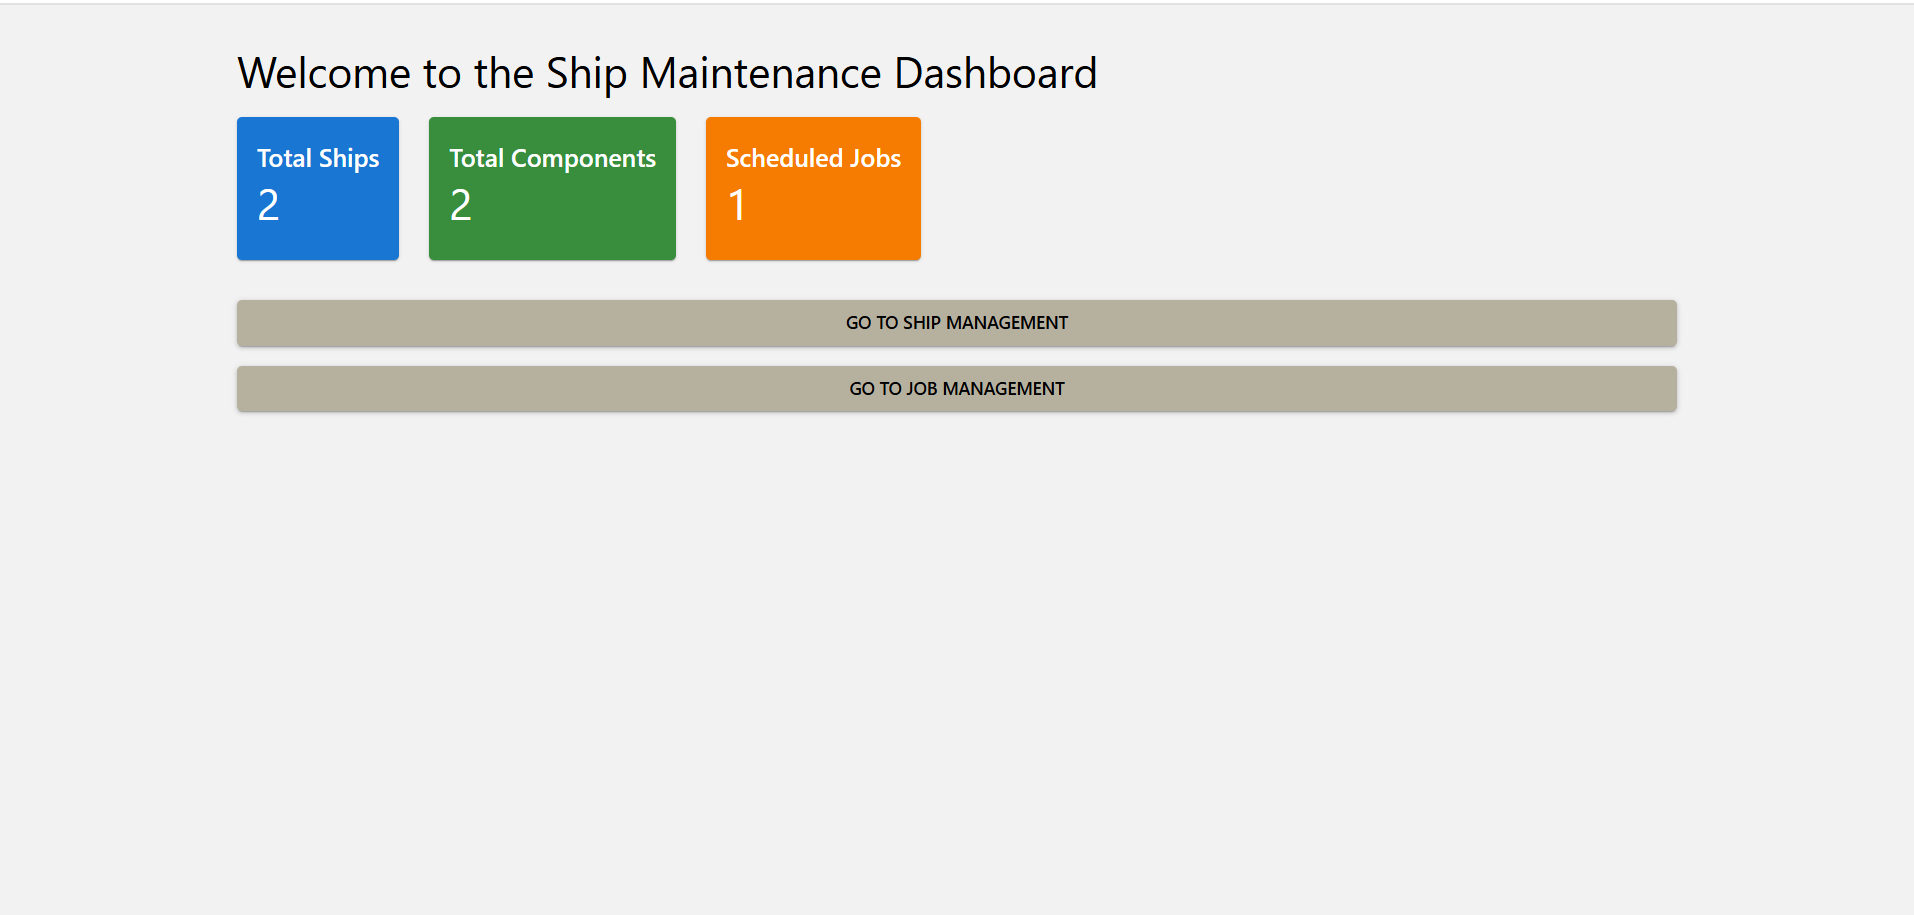 Welcome to the Ship Maintenance Dashboard
Total Ships
2
Total Components
2
Scheduled Jobs
1
GO TO SHIP MANAGEMENT
GO TO JOB MANAGEMENT